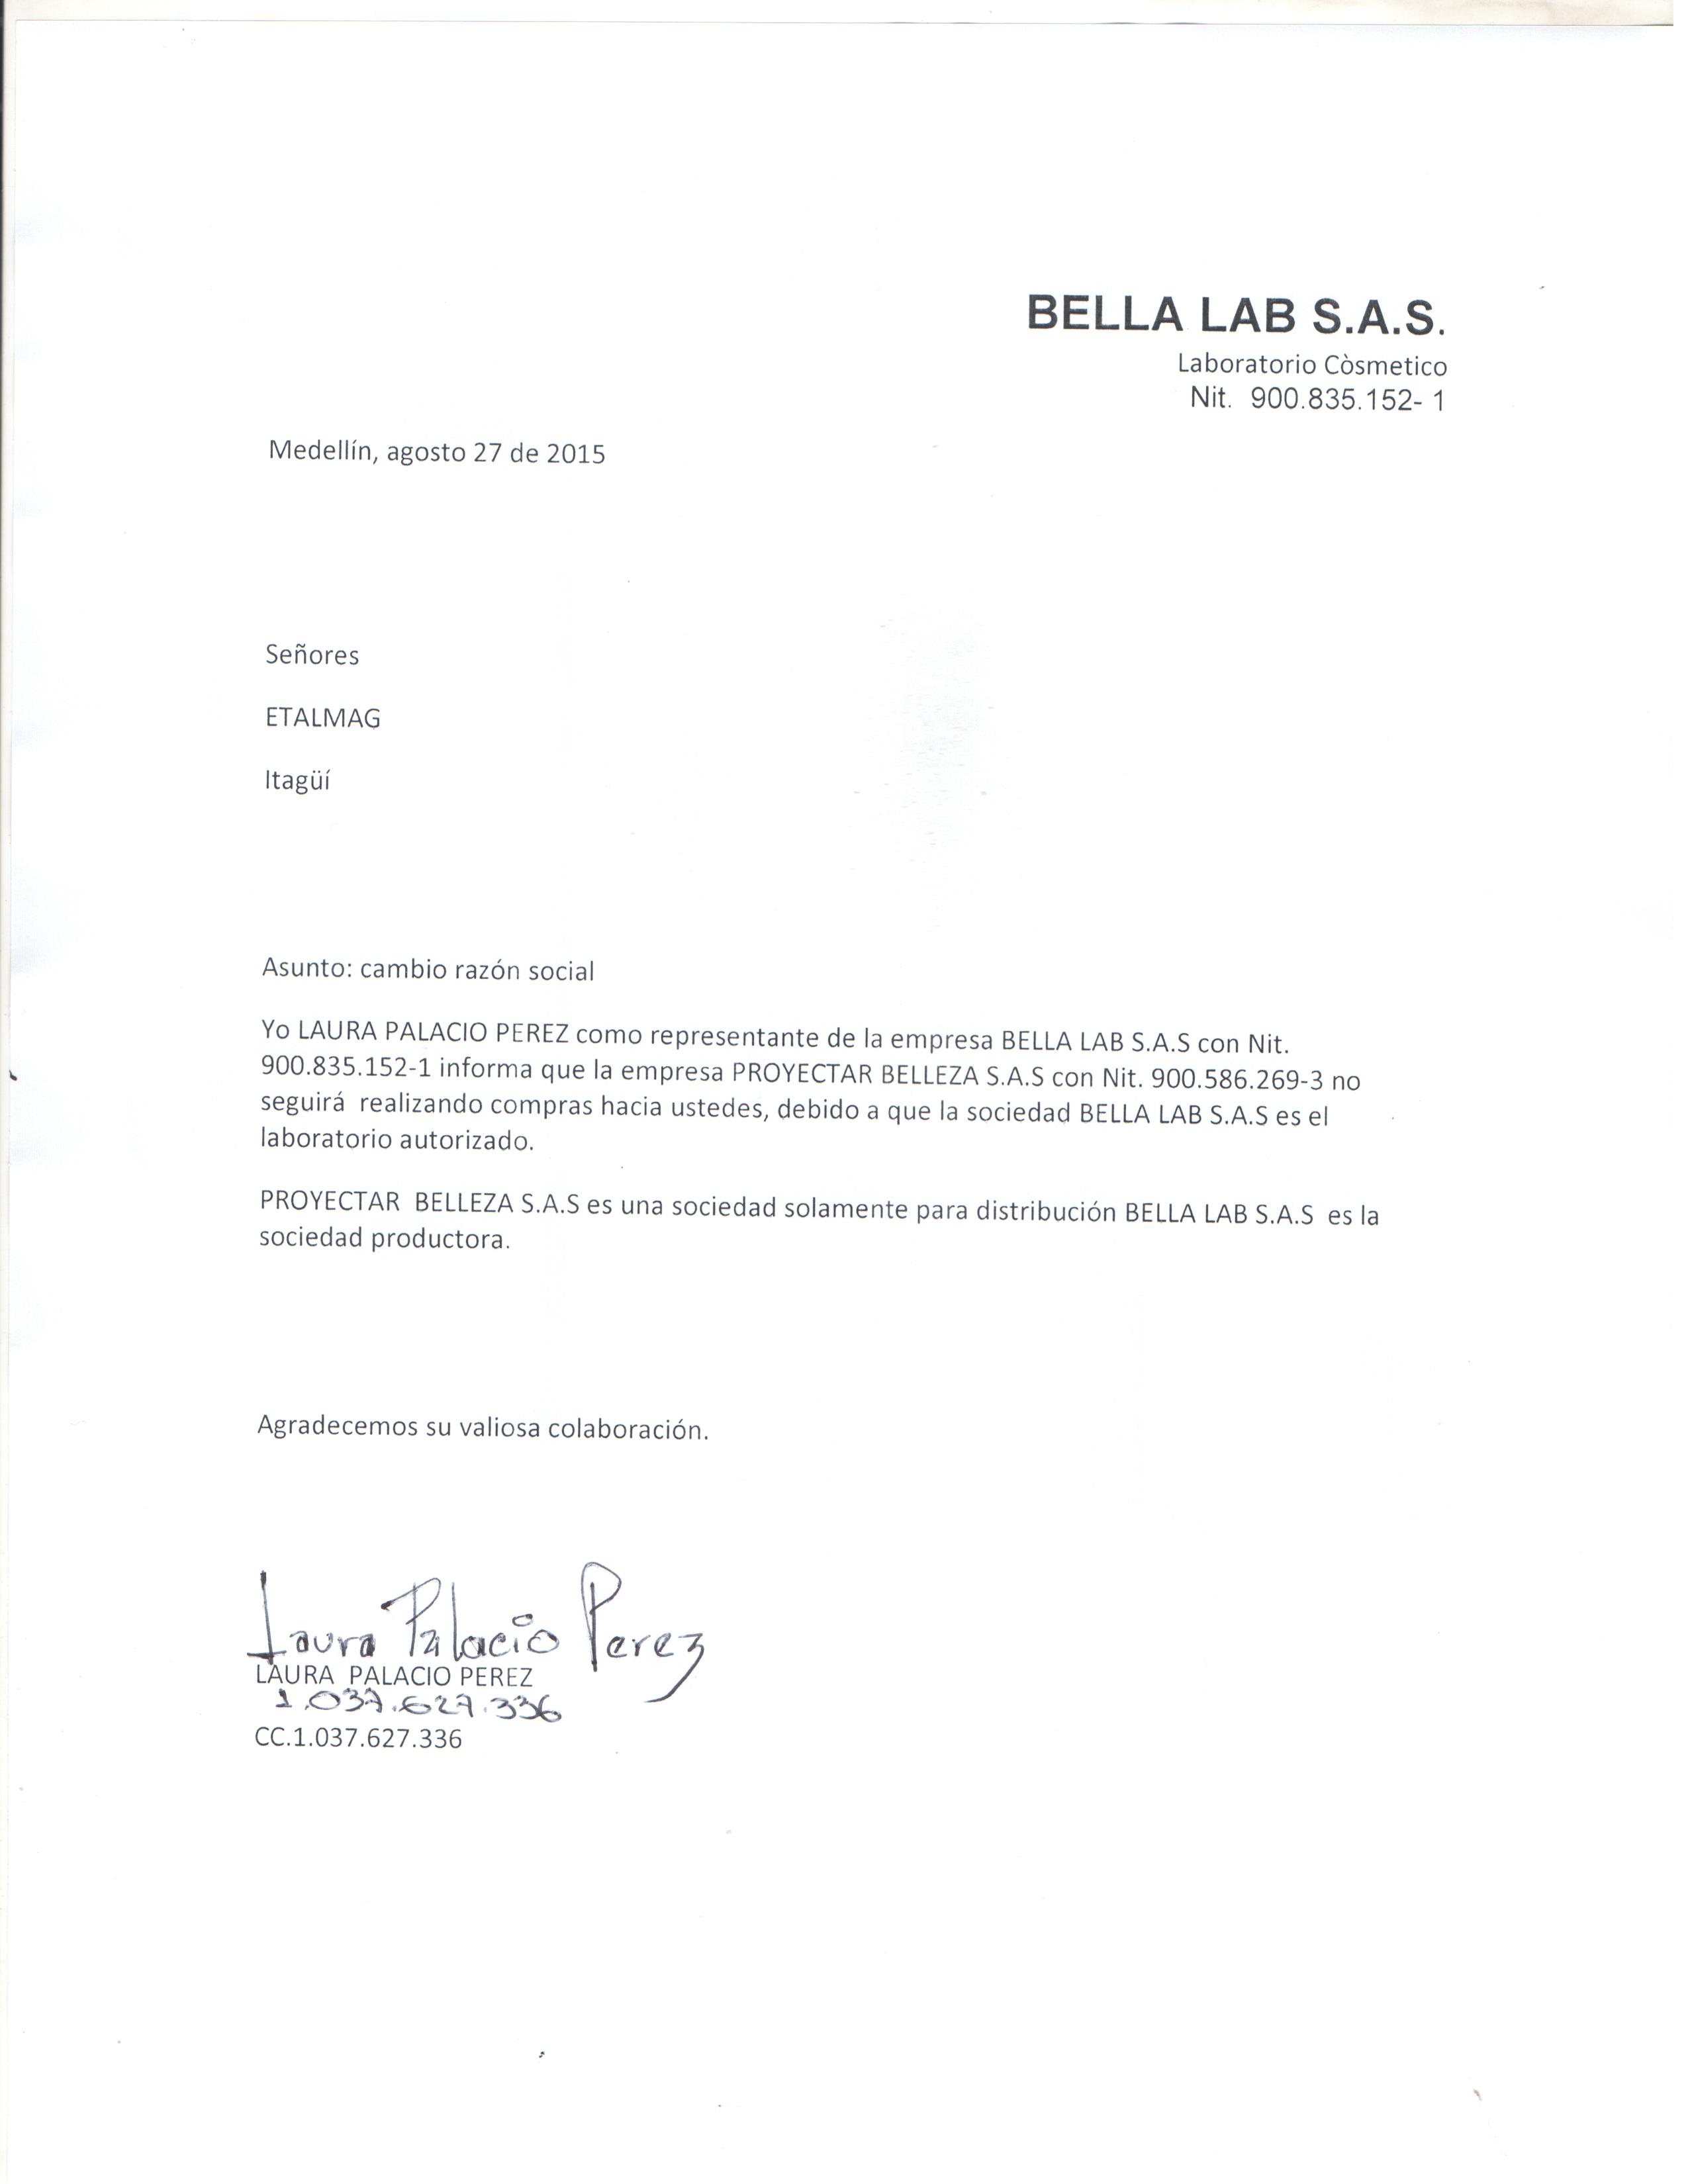 BELLA LAB S.A.S.
Laboratorio Còsmetico
Nit. 900.835.152- 1
Medellín, agosto 27 de 2015
Señores
ETALMAG
Itagüí
Asunto: cambio razón social
Yo LAURA PALACIO PEREZ como representante de la empresa BELLA LAB S.A.S con Nit.
900.835.152-1 informa que la empresa PROYECTAR BELLEZA S.A.S con Nit. 900.586.269-3 no
seguirá realizando compras hacia ustedes, debido a que la sociedad BELLA LAB S.A.S es el
laboratorio autorizado.
PROYECTAR BELLEZA S.A.S es una sociedad solamente para distribución BELLA LAB S.A.S es la
sociedad productora.
Agradecemos su valiosa colaboración.
Laura Palacio Perez
LAURA PALACIO PEREZ
1.037.627.336
CC.1.037.627.336